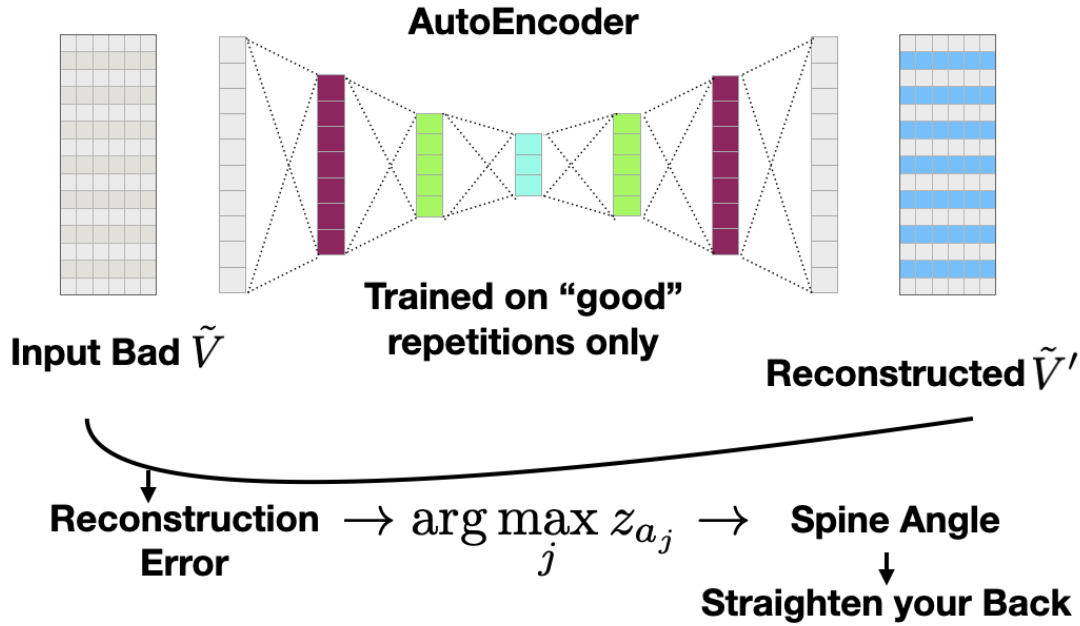 AutoEncoder
Trained on “good”
repetitions only
Input Bad Ṽ
Reconstructed Ṽ′
Reconstruction
Error
→ arg max z_{a_j} →
j
Spine Angle
Straighten your Back